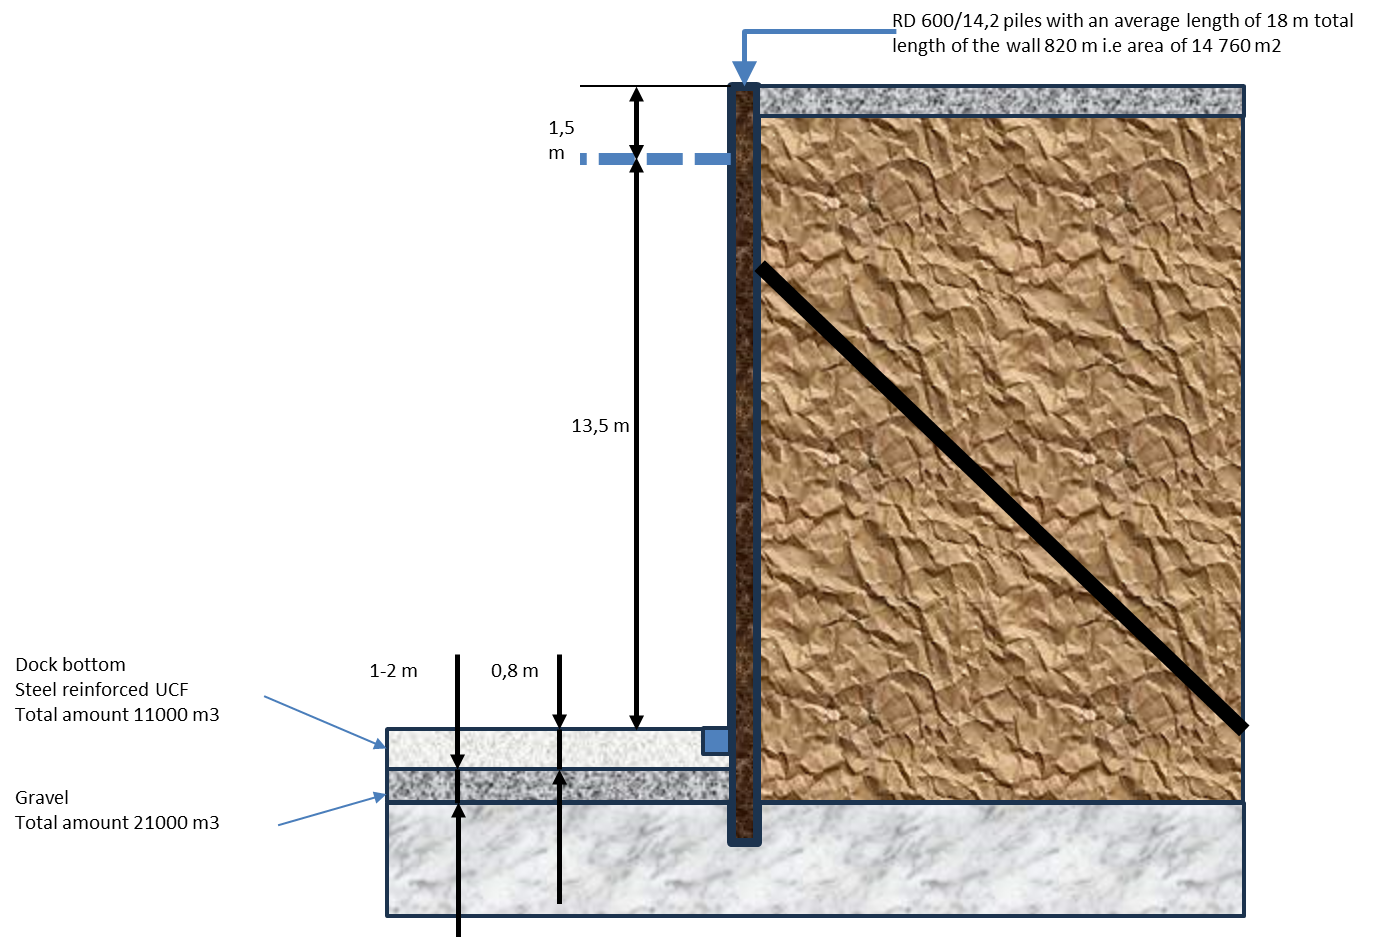 RD 600/14,2 piles with an average length of 18 m total
length of the wall 820 m i.e area of 14 760 m2
1,5
m
13,5 m
Dock bottom
Steel reinforced UCF
Total amount 11000 m3
1-2 m
0,8 m
Gravel
Total amount 21000 m3